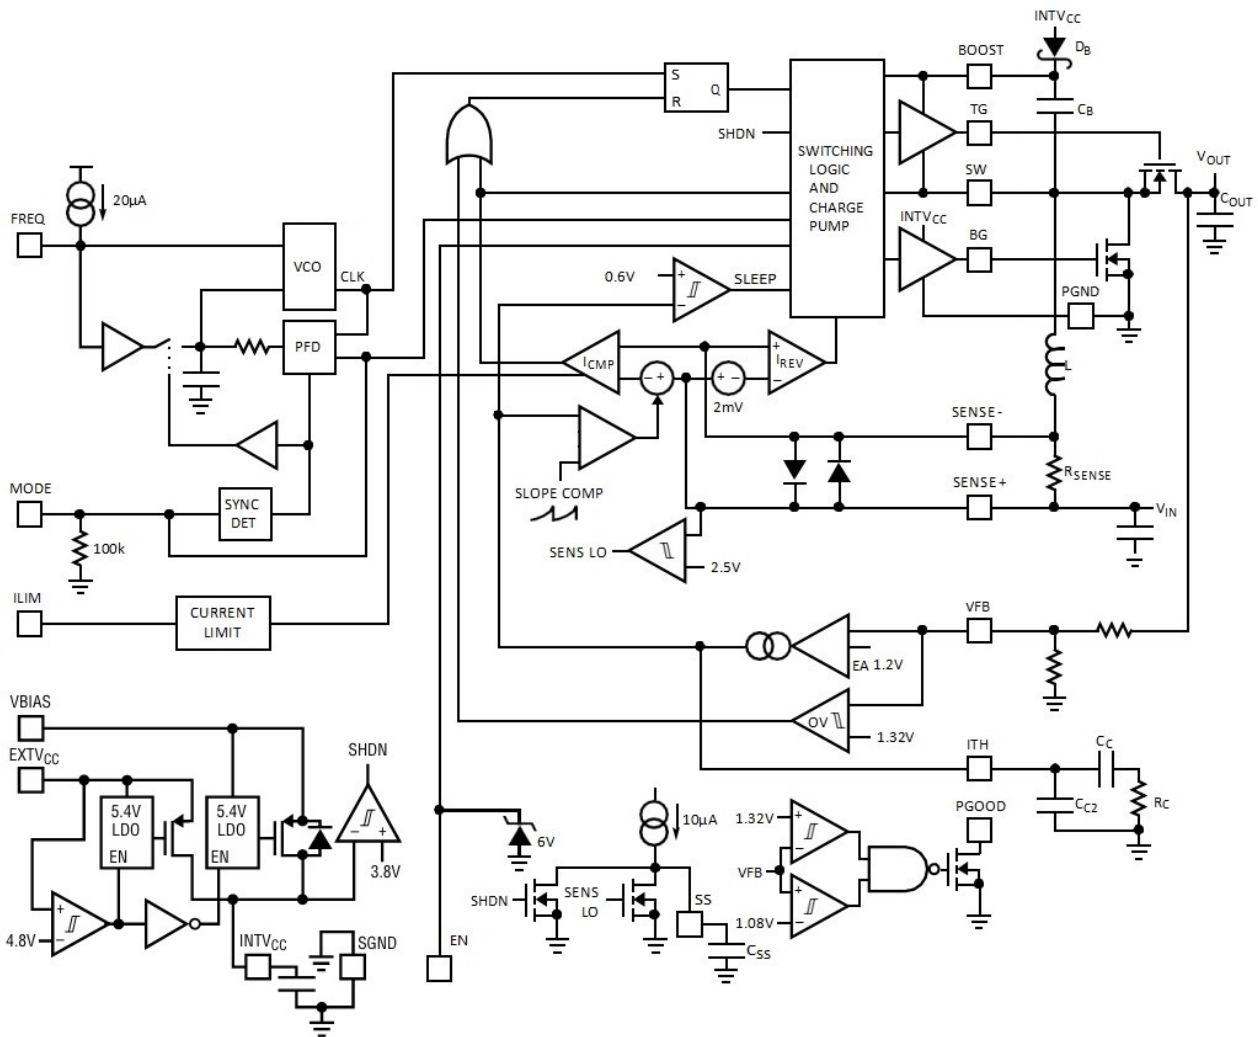 INTVCC
DB
BOOST
S
R
Q
CB
TG
SHDN
SWITCHING
LOGIC
AND
CHARGE
PUMP
VOUT
SW
COUT
20µA
FREQ
INTVCC
BG
VCO
CLK
0.6V
+
−
SLEEP
PGND
PFD
ICMP
− +
+ −
2mV
+
IREV
−
L
SENSE-
RSENSE
SLOPE COMP
SENSE+
VIN
MODE
SYNC
DET
100k
SENS LO
2.5V
ILIM
CURRENT
LIMIT
VFB
EA 1.2V
OV
1.32V
VBIAS
EXTVCC
SHDN
ITH
CC
CC2
RC
5.4V
LDO
EN
5.4V
LDO
EN
− +
3.8V
10µA
6V
1.32V
+
−
PGOOD
VFB
SHDN
SENS
LO
SS
+
−
1.08V
+
4.8V
−
INTVCC
SGND
EN
CSS